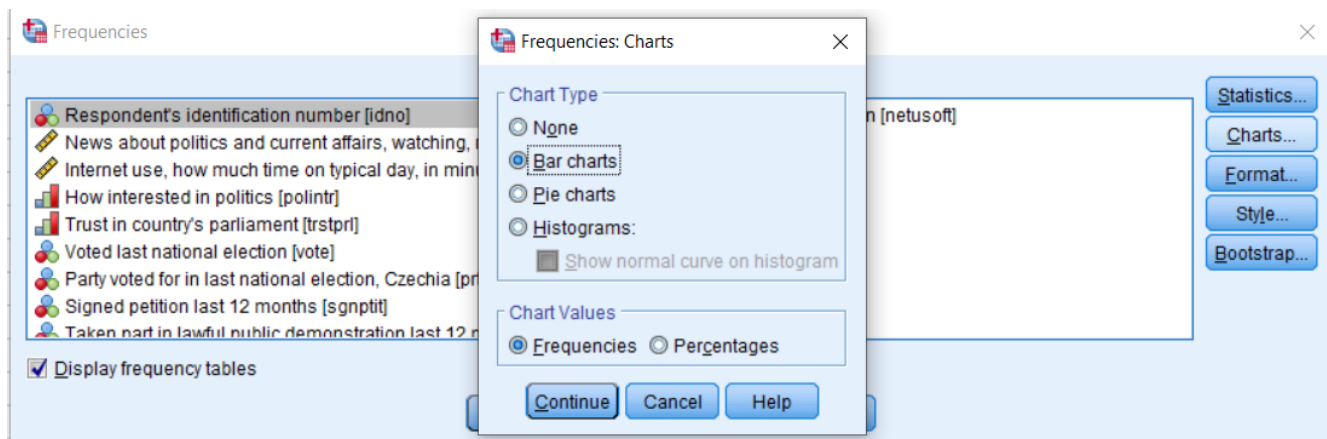 Frequencies
Frequencies: Charts
Respondent's identification number [idno]
News about politics and current affairs, watching,
Internet use, how much time on typical day, in
How interested in politics [polintr]
Trust in country's parliament [trstprl]
Voted last national election [vote]
Party voted for in last national election, Czechia
Signed petition last 12 months [sgnptit]
Taken part in lawful public demonstration last 12
[netusoft]
Chart Type
None
Bar charts
Pie charts
Histograms:
Show normal curve on histogram
Chart Values
Frequencies Percentages
Continue Cancel Help
Statistics...
Charts...
Format...
Style...
Bootstrap...
Display frequency tables